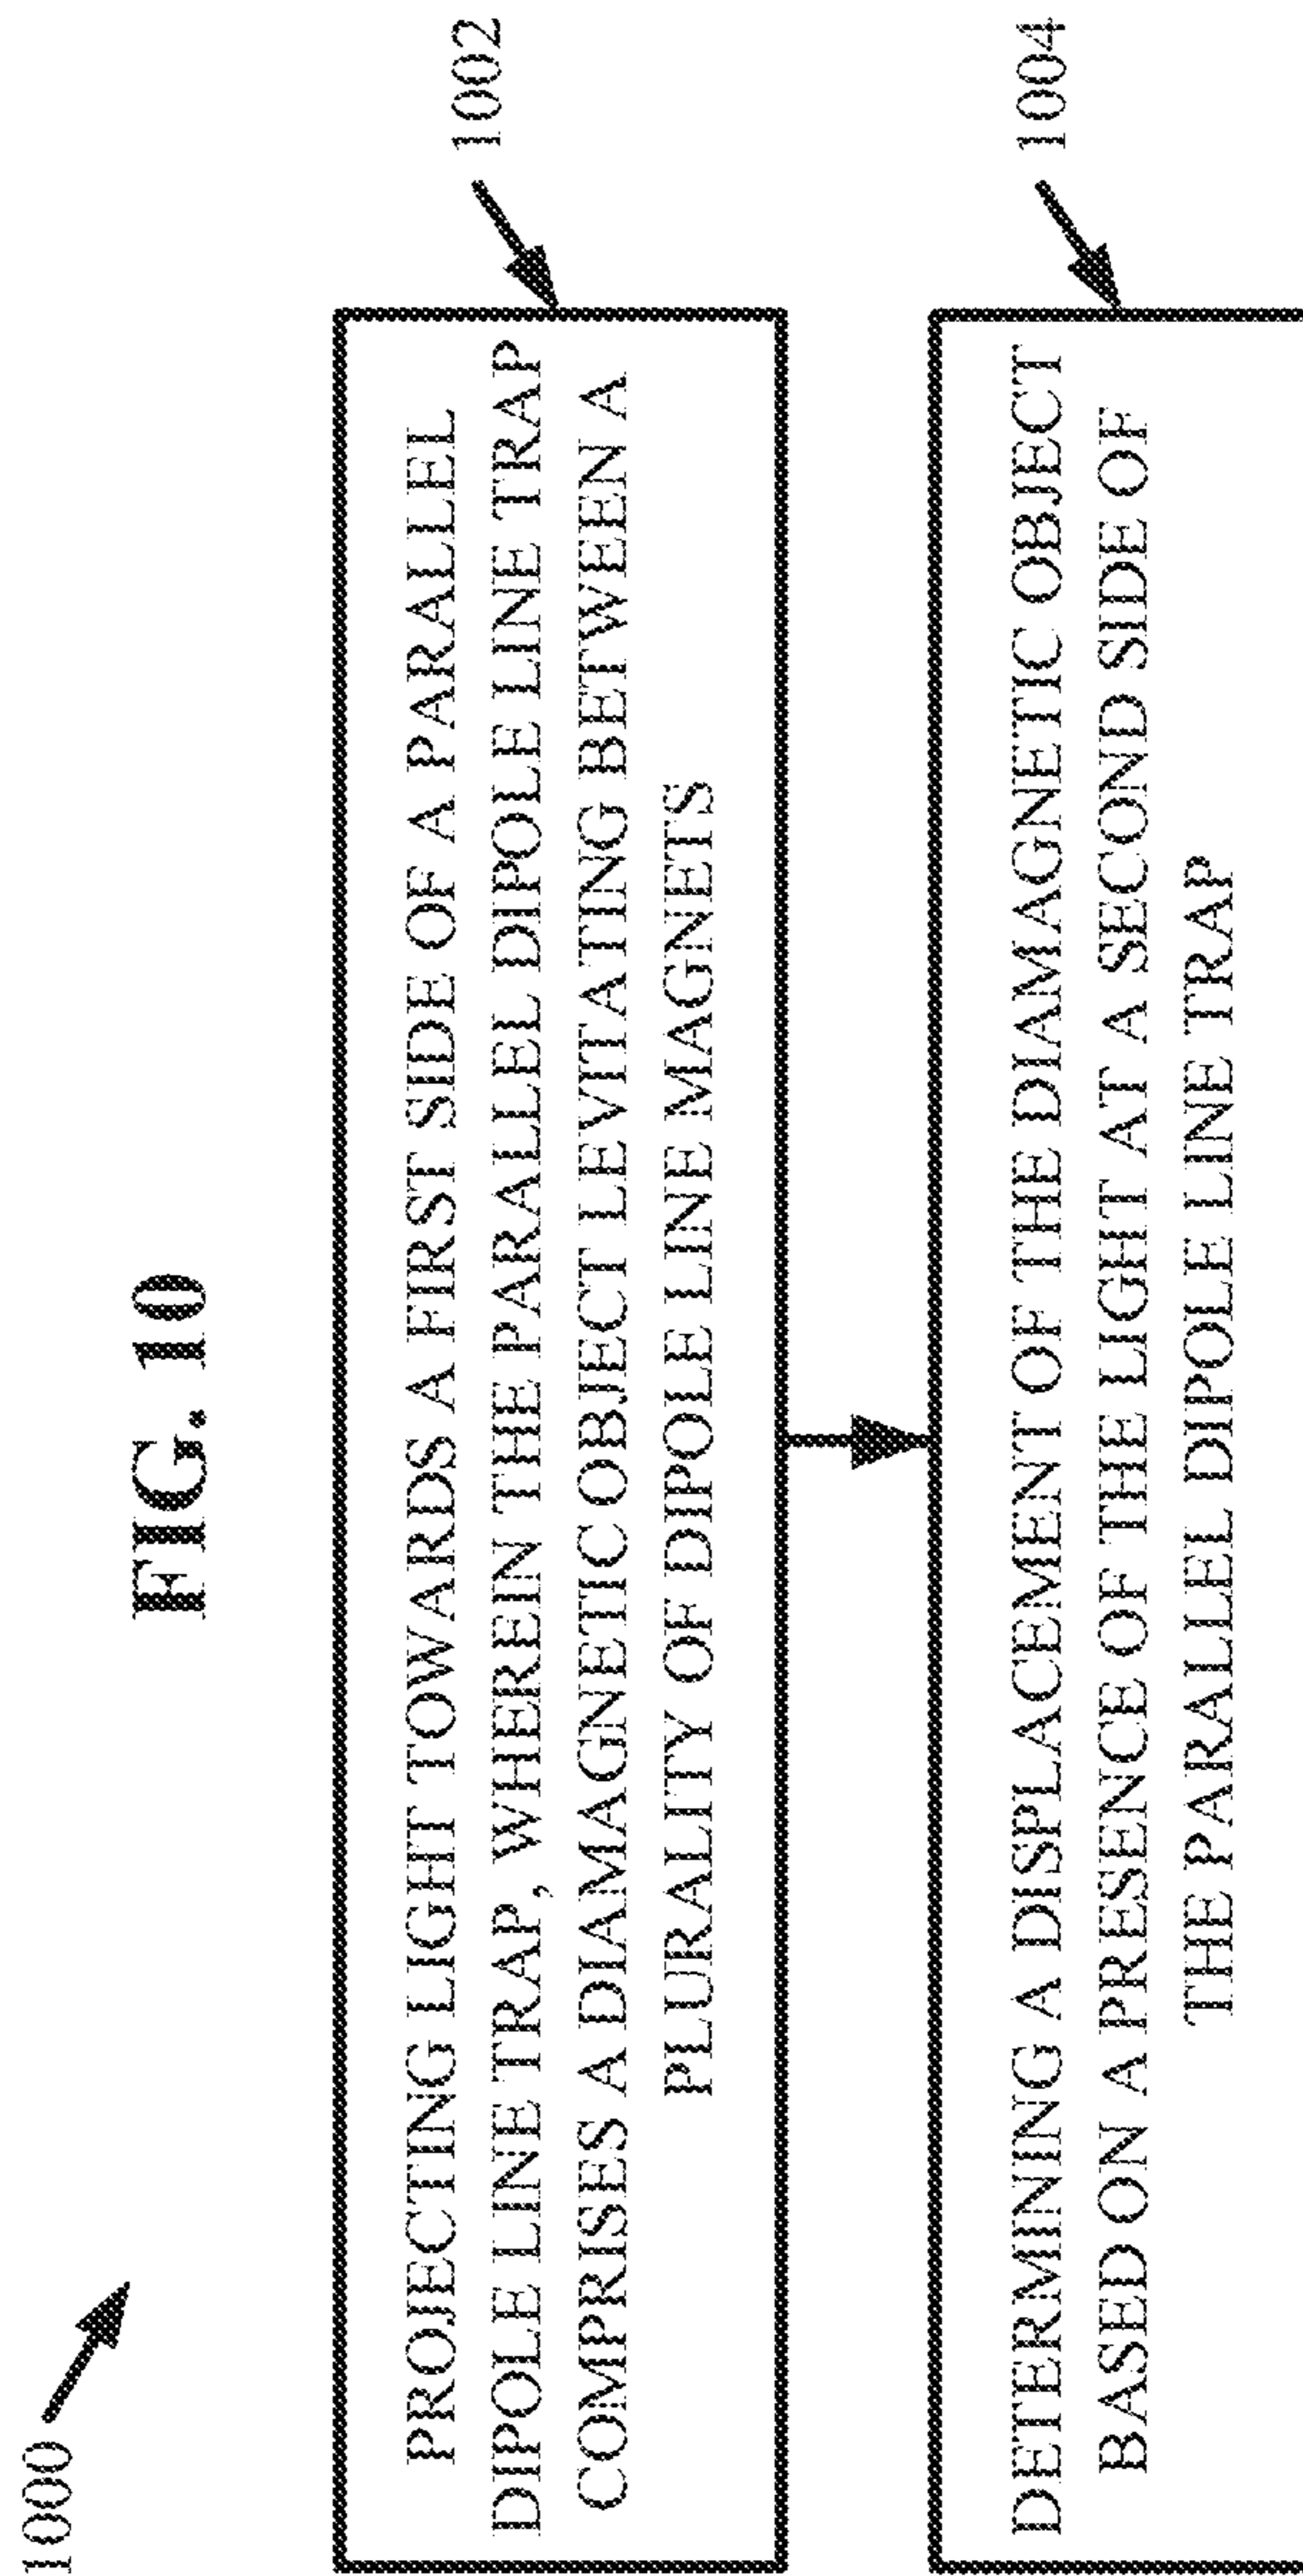 FIG. 10
1000
PROJECTING LIGHT TOWARDS A FIRST SIDE OF A PARALLEL
DIPOLE LINE TRAP, WHEREIN THE PARALLEL DIPOLE LINE TRAP
COMPRISES A DIAMAGNETIC OBJECT LEVITATING BETWEEN A
PLURALITY OF DIPOLE LINE MAGNETS
1002
DETERMINING A DISPLACEMENT OF THE DIAMAGNETIC OBJECT
BASED ON A PRESENCE OF THE LIGHT AT A SECOND SIDE OF
THE PARALLEL DIPOLE LINE TRAP
1004